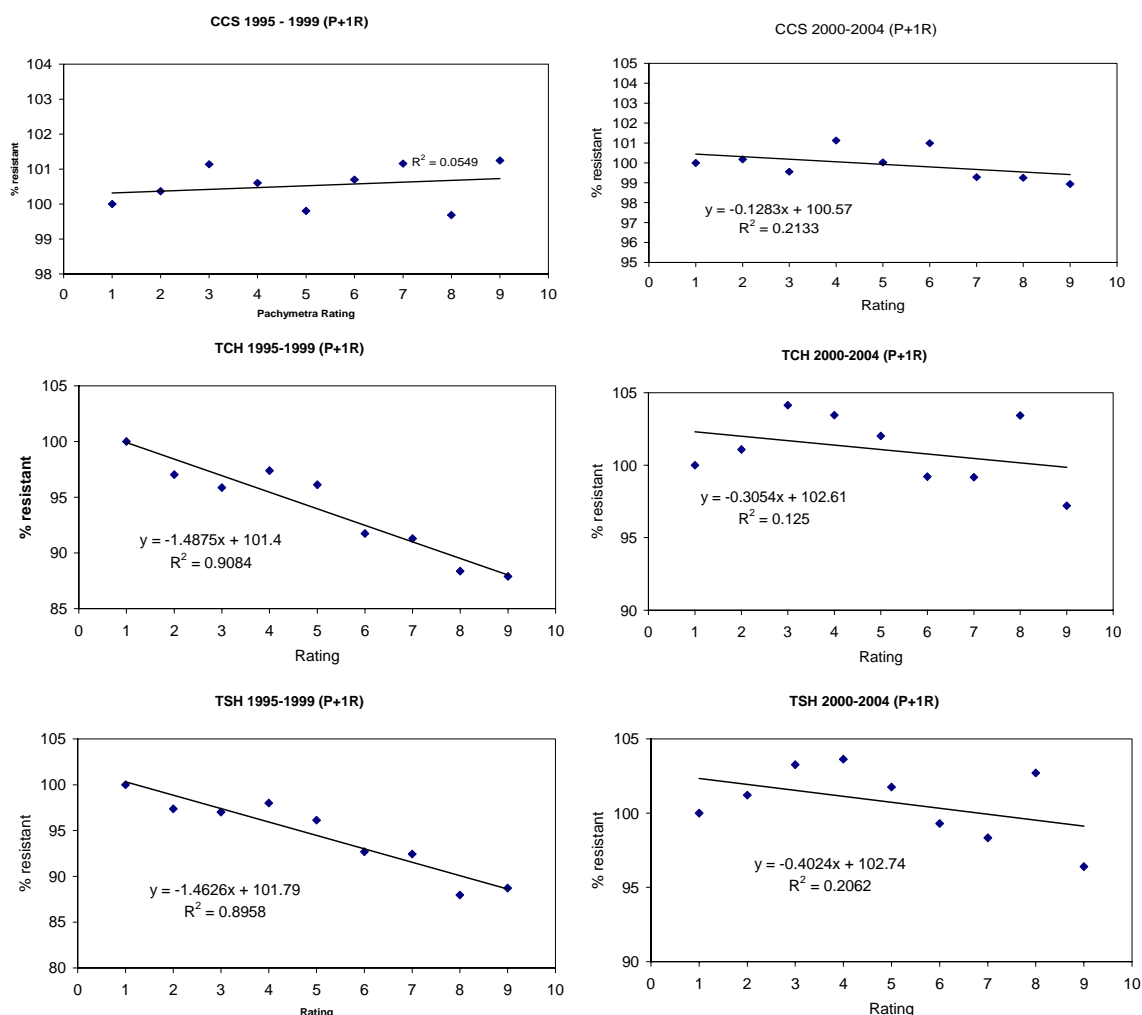 CCS 1995 - 1999 (P+1R)
104
103
102
101
100
99
98
% resistant
R² = 0.0549
0 1 2 3 4 5 6 7 8 9 10
Pachymetra Rating
CCS 2000-2004 (P+1R)
105
104
103
102
101
100
99
98
97
96
95
% resistant
y = -0.1283x + 100.57
R² = 0.2133
0 1 2 3 4 5 6 7 8 9 10
Rating
TCH 1995-1999 (P+1R)
105
100
95
90
85
% resistant
y = -1.4875x + 101.4
R² = 0.9084
0 1 2 3 4 5 6 7 8 9 10
Rating
TCH 2000-2004 (P+1R)
105
100
95
90
% resistant
y = -0.3054x + 102.61
R² = 0.125
0 1 2 3 4 5 6 7 8 9 10
Rating
TSH 1995-1999 (P+1R)
105
100
95
90
85
80
% resistant
y = -1.4626x + 101.79
R² = 0.8958
0 1 2 3 4 5 6 7 8 9 10
Rating
TSH 2000-2004 (P+1R)
105
100
95
90
% resistant
y = -0.4024x + 102.74
R² = 0.2062
0 1 2 3 4 5 6 7 8 9 10
Rating